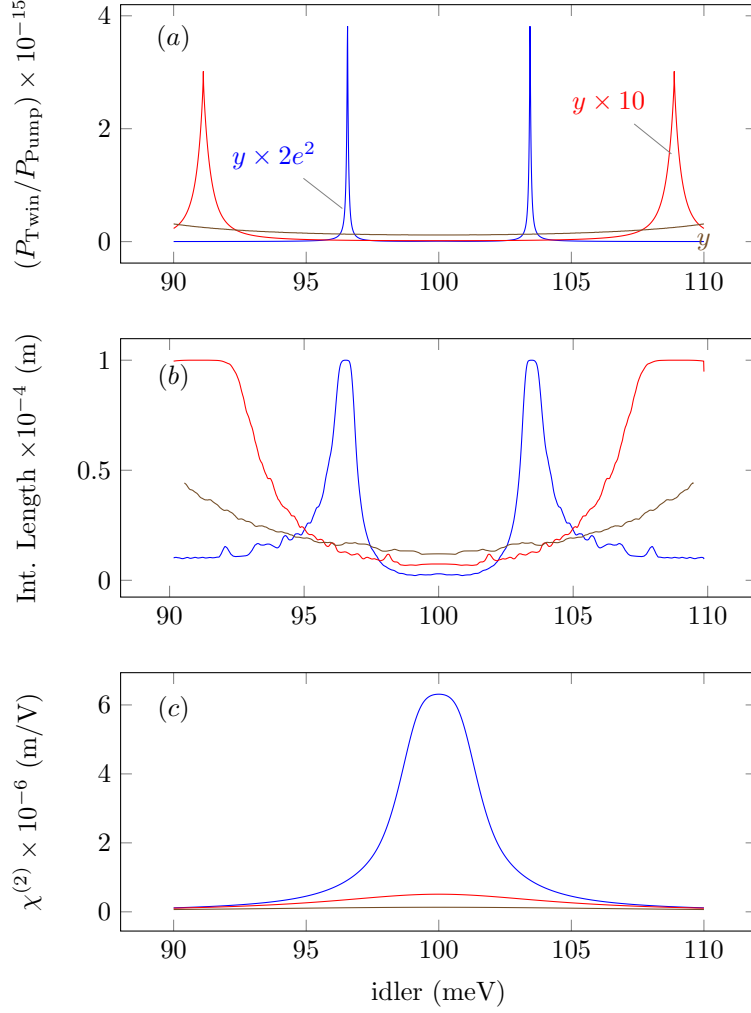 (P_Twin/P_Pump) × 10^−15
(a)
4
2
0
y × 2e^2
y × 10
y
90
95
100
105
110
Int. Length ×10^−4 (m)
(b)
1
0.5
0
90
95
100
105
110
χ^(2) × 10^−6 (m/V)
(c)
6
4
2
0
90
95
100
105
110
idler (meV)